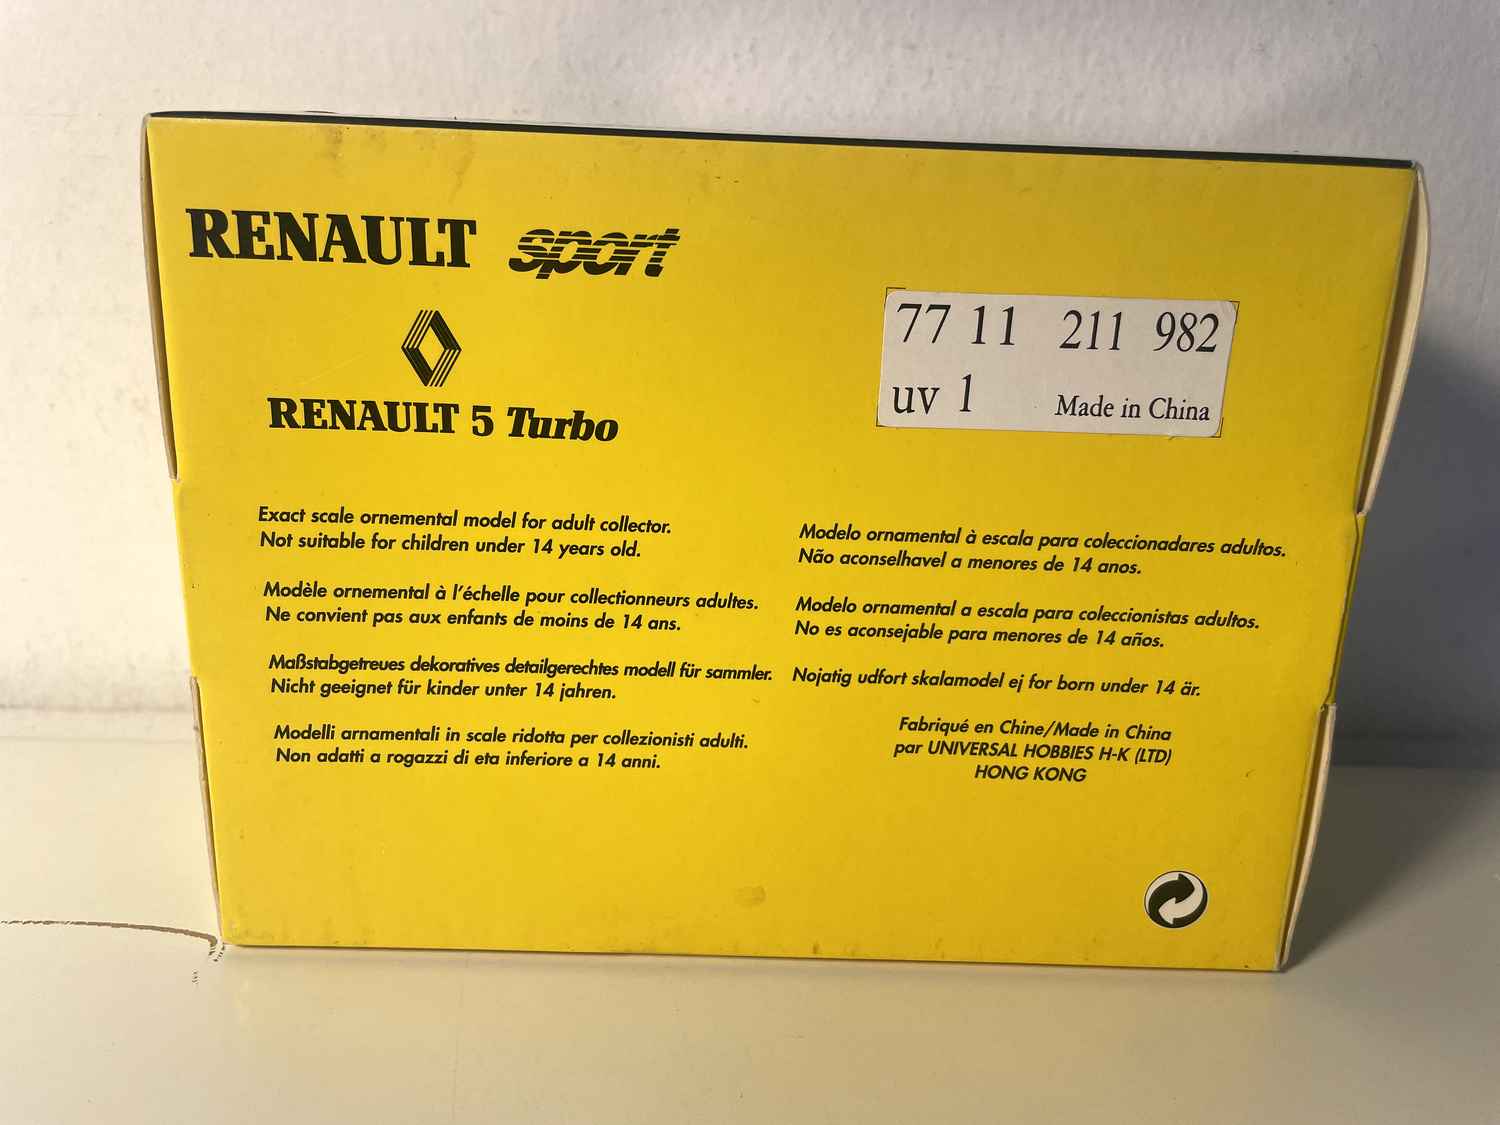 RENAULT sport
RENAULT 5 Turbo
77 11 211 982
uv 1 Made in China
Exact scale ornemental model for adult collector.
Not suitable for children under 14 years old.
Modèle ornemental à l'échelle pour collectionneurs adultes.
Ne convient pas aux enfants de moins de 14 ans.
Maßstabgetreues dekoratives detailgerechtes modell für sammler.
Nicht geeignet für kinder unter 14 jahren.
Modelli arnamentali in scale ridotta per collezionisti adulti.
Non adatti a rogazzi di eta inferiore a 14 anni.
Modelo ornamental à escala para coleccionadares adultos.
Não aconselhavel a menores de 14 anos.
Modelo ornamental a escala para coleccionistas adultos.
No es aconsejable para menores de 14 años.
Nojatig udfort skalamodel ej for born under 14 är.
Fabriqué en Chine/Made in China
par UNIVERSAL HOBBIES H-K (LTD)
HONG KONG